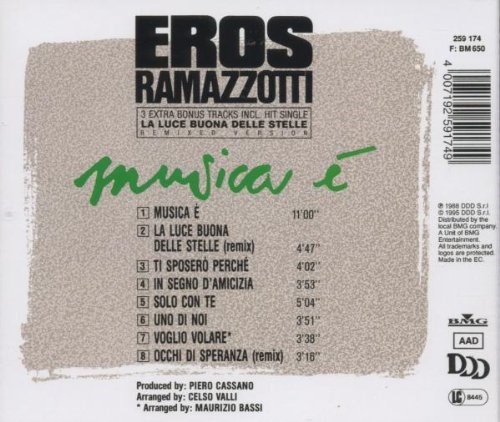 EROS
RAMAZZOTTI
3 EXTRA BONUS TRACKS INCL. HIT SINGLE
LA LUCE BUONA DELLE STELLE
REMIXED VERSION
259 174
F: BM 650
4 007192 591749
musica è
1 MUSICA È 11'00"
2 LA LUCE BUONA
DELLE STELLE (remix) 4'47"
3 TI SPOSERÒ PERCHÉ 4'02"
4 IN SEGNO D'AMICIZIA 3'53"
5 SOLO CON TE 5'04"
6 UNO DI NOI 3'51"
7 VOGLIO VOLARE* 3'38"
8 OCCHI DI SPERANZA (remix) 3'16"
Produced by: PIERO CASSANO
Arranged by: CELSO VALLI
* Arranged by: MAURIZIO BASSI
℗ 1988 DDD S.r.l.
© 1995 DDD S.r.l.
Distributed by the
local BMG company.
A Unit of BMG
Entertainment.
All trademarks and
logos are protected.
Made in the EC.
BMG
AAD
DDD
LC 8445